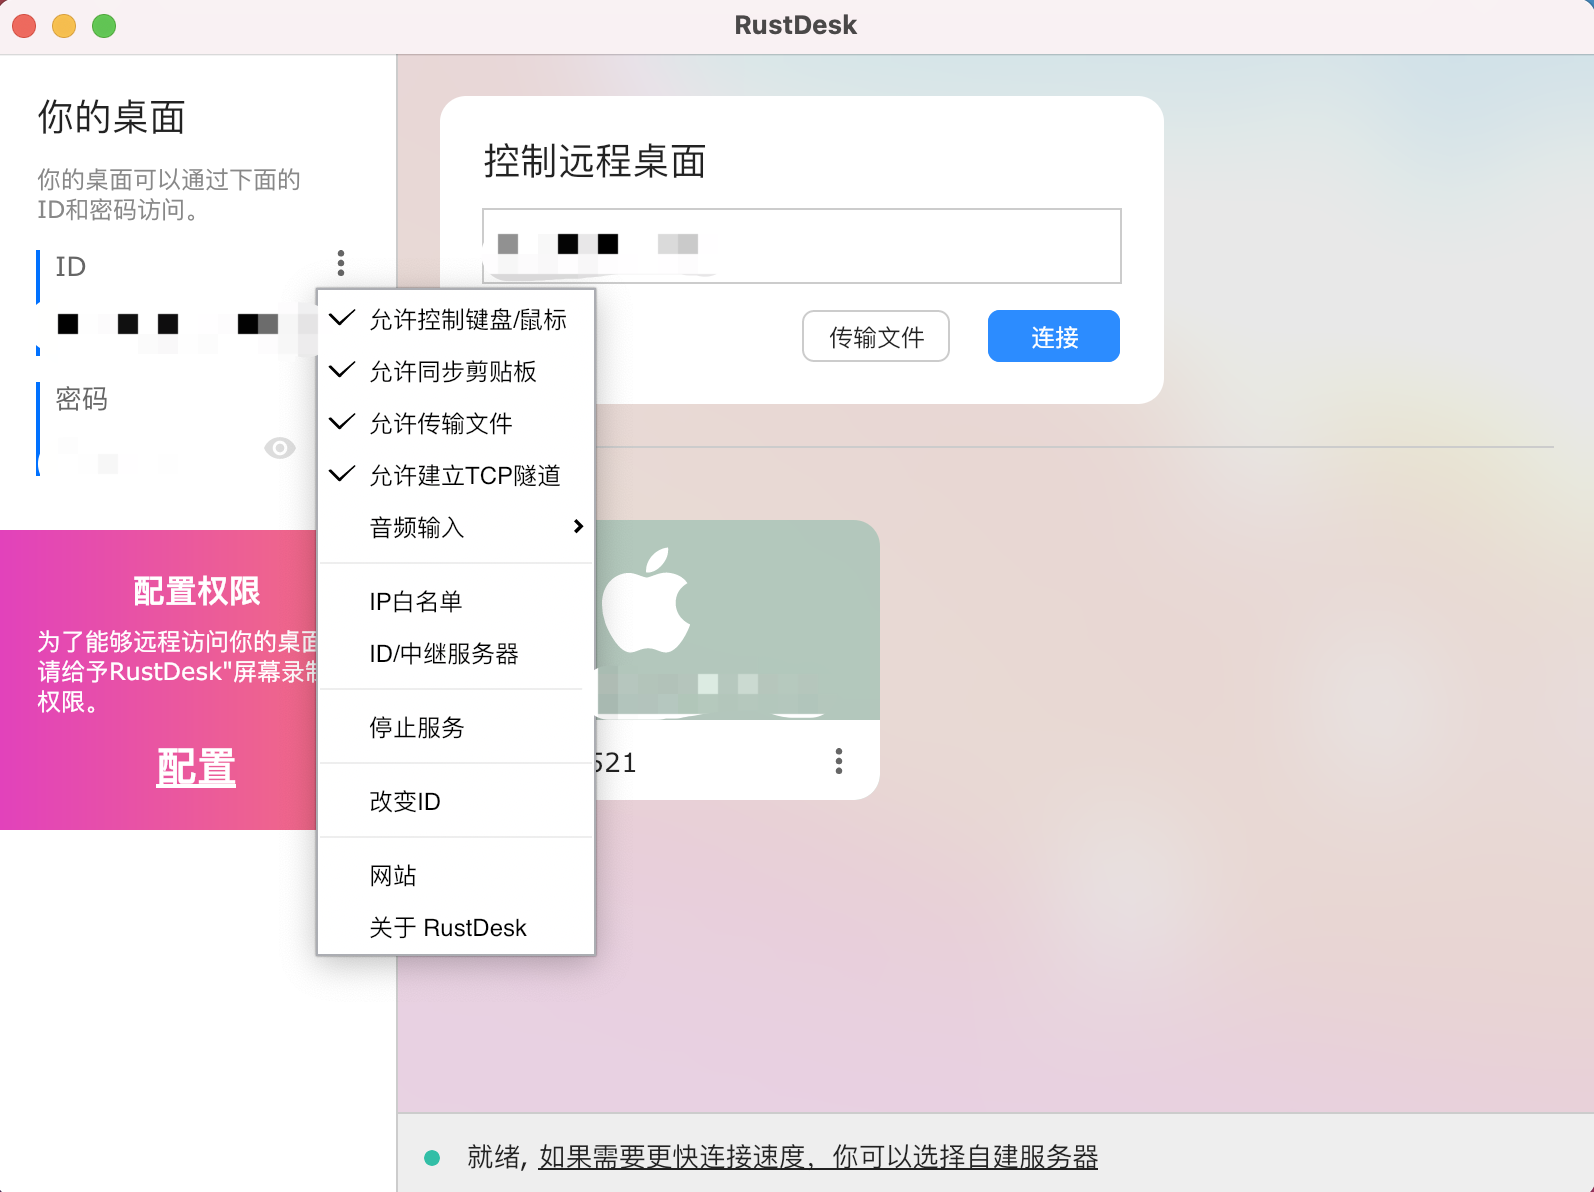 RustDesk
你的桌面
你的桌面可以通过下面的
ID和密码访问。
ID
密码
配置权限
为了能够远程访问你的桌面
请给予RustDesk"屏幕录制
权限。
配置
控制远程桌面
传输文件
连接
允许控制键盘/鼠标
允许同步剪贴板
允许传输文件
允许建立TCP隧道
音频输入
IP白名单
ID/中继服务器
停止服务
改变ID
网站
关于 RustDesk
521
就绪, 如果需要更快连接速度，你可以选择自建服务器